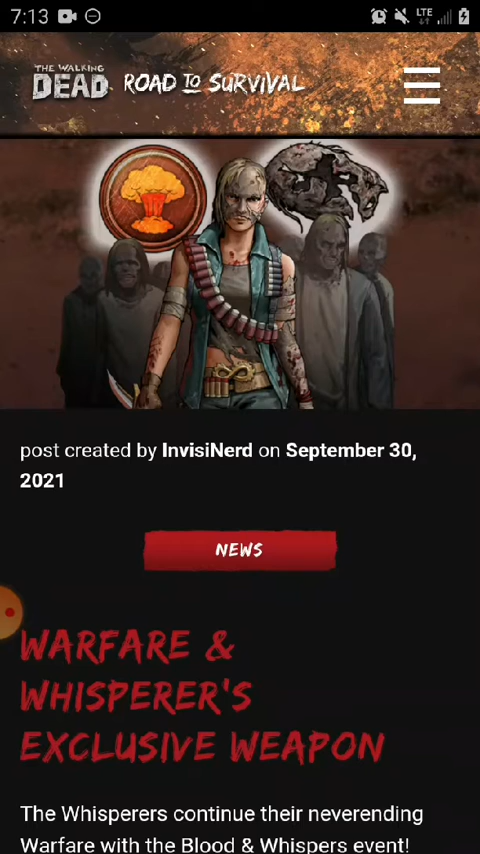 7:13
LTE
THE WALKING
DEAD ROAD TO SURVIVAL
post created by InvisiNerd on September 30,
2021
NEWS
WARFARE &
WHISPERER'S
EXCLUSIVE WEAPON
The Whisperers continue their neverending
Warfare with the Blood & Whispers event!